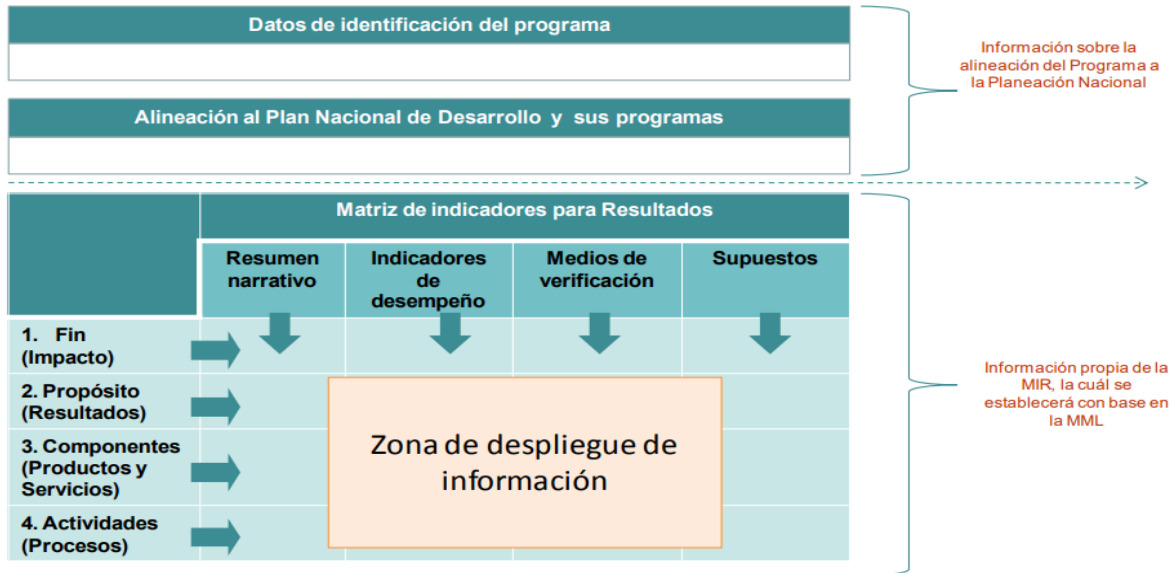 Datos de identificación del programa
Información sobre la
alineación del Programa a
la Planeación Nacional
Alineación al Plan Nacional de Desarrollo y sus programas
Matriz de indicadores para Resultados
Resumen
narrativo
Indicadores
de
desempeño
Medios de
verificación
Supuestos
1. Fin
(Impacto)
2. Propósito
(Resultados)
3. Componentes
(Productos y
Servicios)
4. Actividades
(Procesos)
Zona de despliegue de
información
Información propia de la
MIR, la cuál se
establecerá con base en
la MML